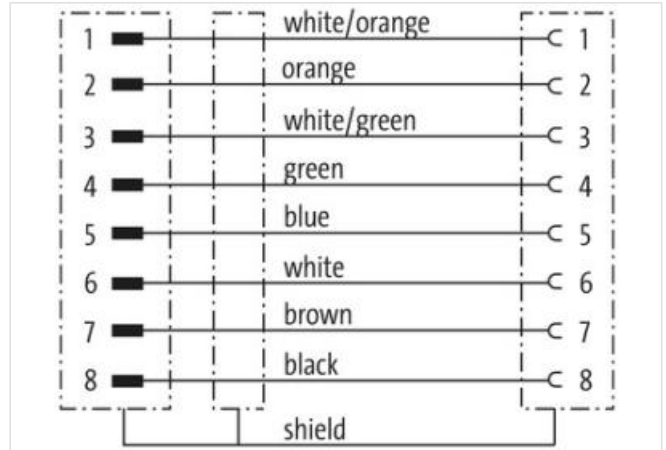 1 white/orange 1
2 orange 2
3 white/green 3
4 green 4
5 blue 5
6 white 6
7 brown 7
8 black 8
shield